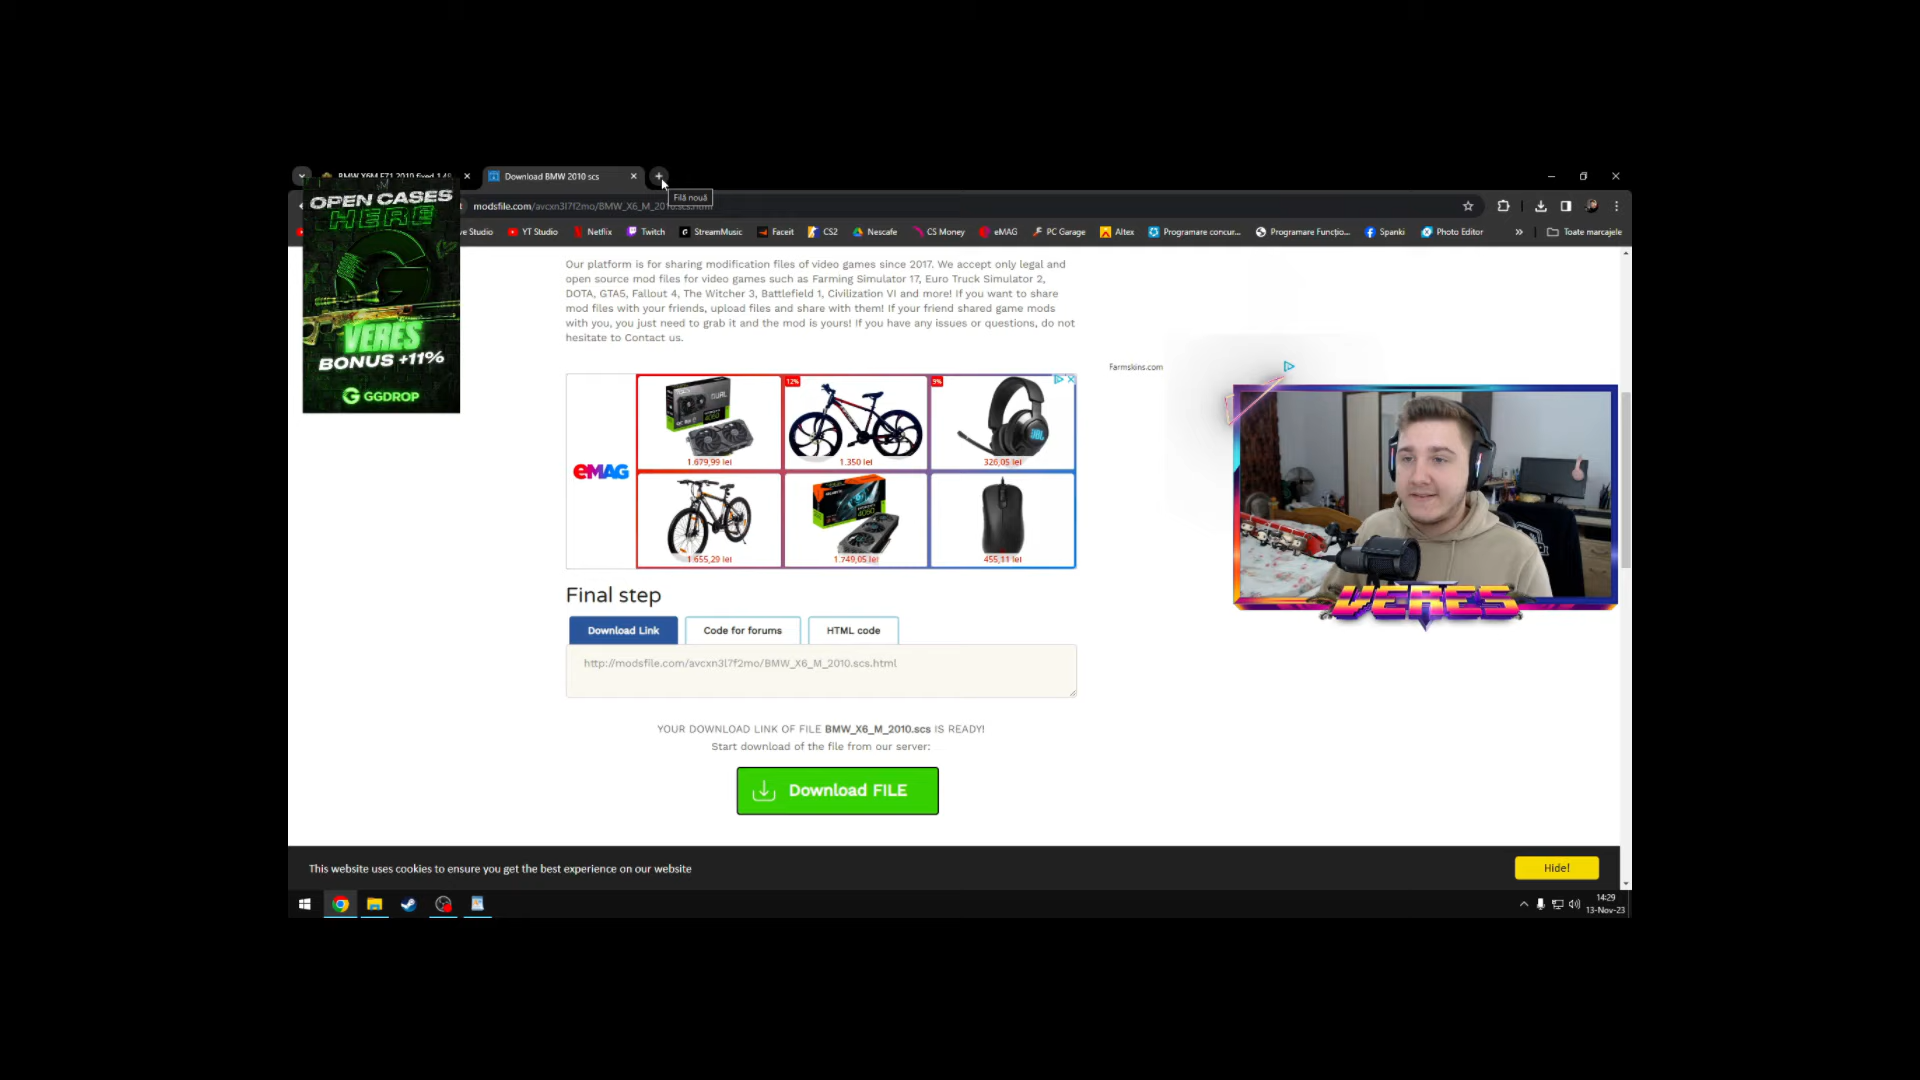 BMW X6M E71 2010 fixed 1.48
Download BMW 2010 scs
Filă nouă
modsfile.com/avcxn3l7f2mo/BMW_X6_M_2010.scs.html
ve Studio
YT Studio
Netflix
Twitch
StreamMusic
Faceit
CS2
Nescafe
CS Money
eMAG
PC Garage
Altex
Programare concur...
Programare Funcțio...
Spanki
Photo Editor
»
Toate marcajele
OPEN CASES
HERE
VERES
BONUS +11%
GGDROP
Our platform is for sharing modification files of video games since 2017. We accept only legal and
open source mod files for video games such as Farming Simulator 17, Euro Truck Simulator 2,
DOTA, GTA5, Fallout 4, The Witcher 3, Battlefield 1, Civilization VI and more! If you want to share
mod files with your friends, upload files and share with them! If your friend shared game mods
with you, you just need to grab it and the mod is yours! If you have any issues or questions, do not
hesitate to Contact us.
Farmskins.com
eMAG
DUAL
1.679,99 lei
12%
1.350 lei
9%
JBL
326,05 lei
1.655,29 lei
4060
1.749,05 lei
455,11 lei
VERES
Final step
Download Link
Code for forums
HTML code
http://modsfile.com/avcxn3l7f2mo/BMW_X6_M_2010.scs.html
YOUR DOWNLOAD LINK OF FILE BMW_X6_M_2010.scs IS READY!
Start download of the file from our server:
Download FILE
This website uses cookies to ensure you get the best experience on our website
Hide!
14:29
13-Nov-23